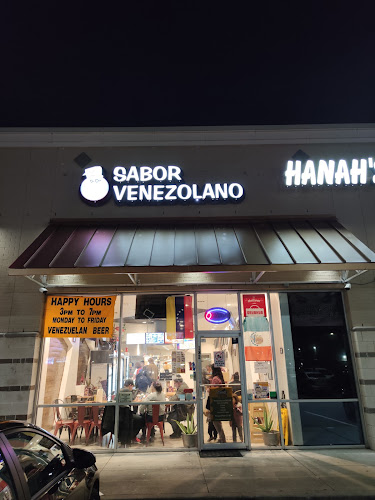 SABOR
VENEZOLANO
HANAH'S
HAPPY HOURS
3PM TO 7PM
MONDAY TO FRIDAY
VENEZUELAN BEER